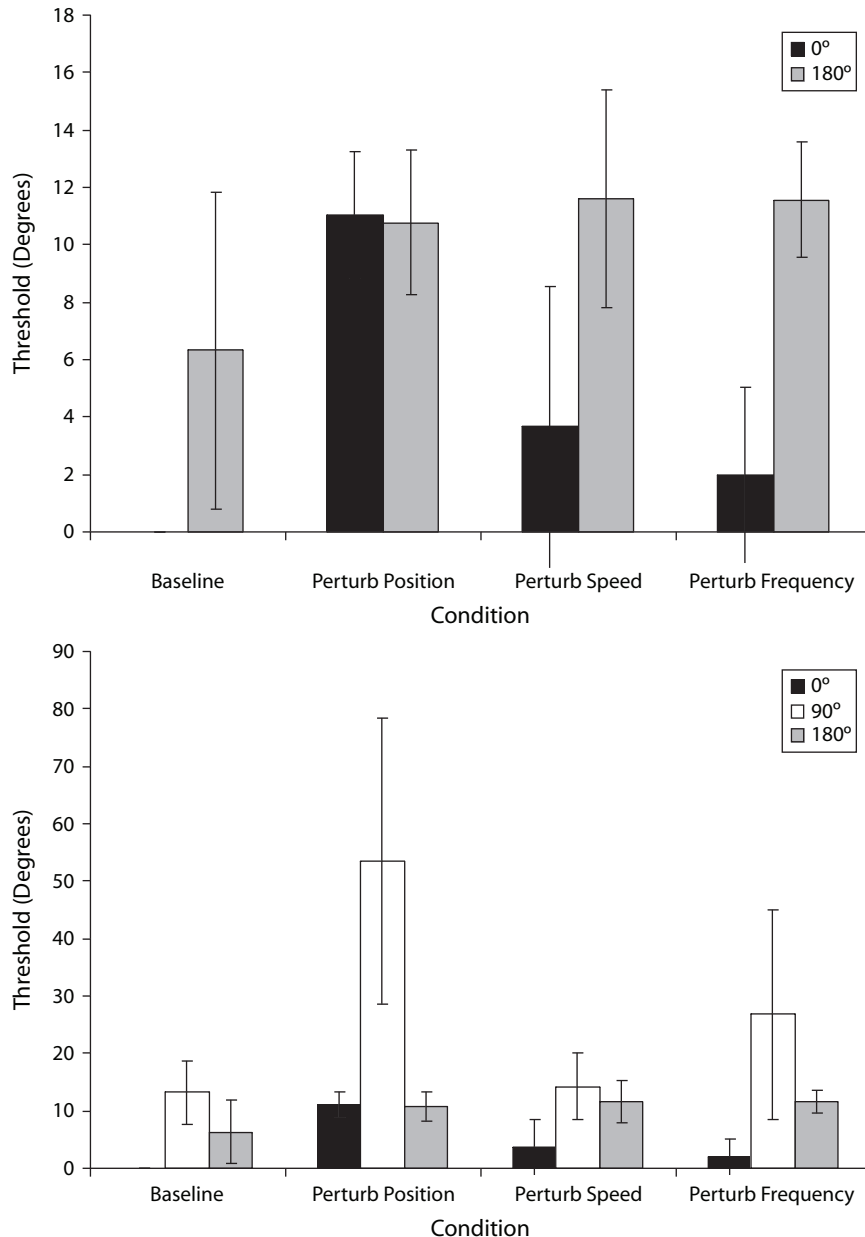 18
16
14
12
10
8
6
4
2
0
Threshold (Degrees)
0º
180º
Baseline Perturb Position Perturb Speed Perturb Frequency
Condition
90
80
70
60
50
40
30
20
10
0
Threshold (Degrees)
0º
90º
180º
Baseline Perturb Position Perturb Speed Perturb Frequency
Condition